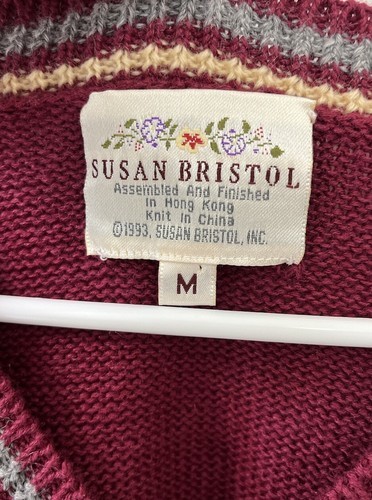 SUSAN BRISTOL
Assembled And Finished
In Hong Kong
Knit In China
©1993, SUSAN BRISTOL, INC.
M